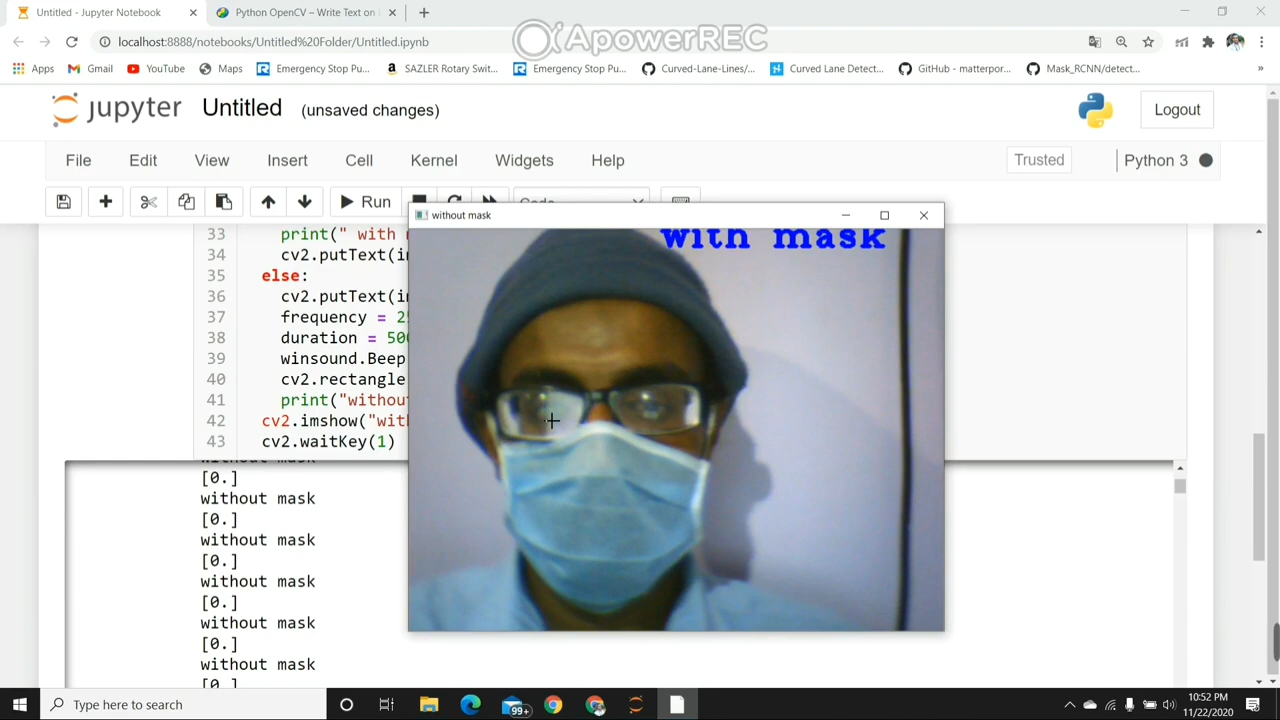 Untitled - Jupyter Notebook
Python OpenCV – Write Text on
localhost:8888/notebooks/Untitled%20Folder/Untitled.ipynb
ApowerREC
Apps Gmail YouTube Maps Emergency Stop Pu... SAZLER Rotary Swit... Emergency Stop Pu... Curved-Lane-Lines/... Curved Lane Detect... GitHub - matterpor... Mask_RCNN/detect... »
jupyter Untitled (unsaved changes) Logout
File Edit View Insert Cell Kernel Widgets Help Trusted Python 3
Run Code
without mask
with mask
33 print(" with
34 cv2.putText(i
35 else:
36 cv2.putText(i
37 frequency = 2
38 duration = 500
39 winsound.Beep
40 cv2.rectangle
41 print("withou
42 cv2.imshow("wit
43 cv2.waitKey(1)
without mask
[0.]
without mask
[0.]
without mask
[0.]
without mask
[0.]
without mask
[0.]
without mask
[0.]
Type here to search
99+
10:52 PM
11/22/2020